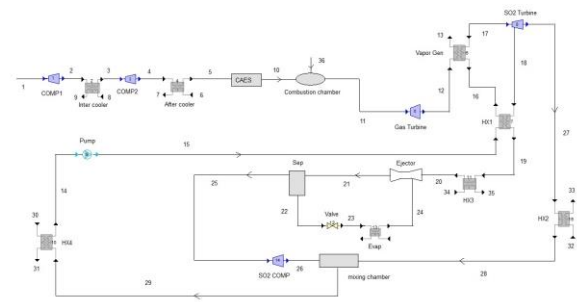 SO2 Turbine
13
17
Vapor Gen
36
18
2
3
4
5
10
CAES
12
16
1
COMP1
9
8
COMP2
7
6
Combustion chamber
Inter cooler
After cooler
11
Gas Turbine
HX1
27
Pump
15
19
Sep
Ejector
33
14
25
21
20
34
35
HX3
22
Valve
23
24
HX2
30
Evap
32
HX4
31
SO2 COMP
26
mixing chamber
28
29